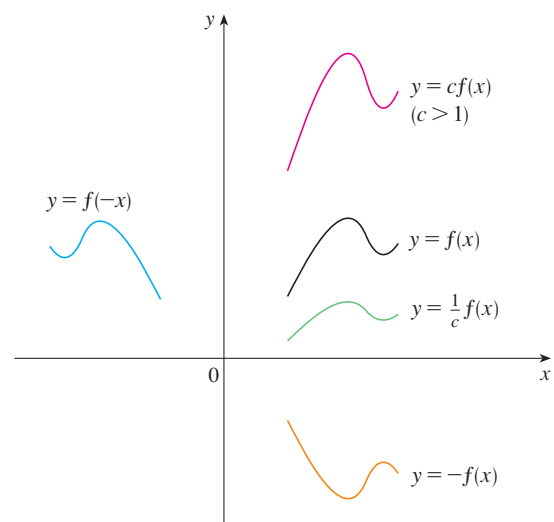 y
y = cf(x)
(c > 1)
y = f(−x)
y = f(x)
y = 1/c f(x)
0
x
y = −f(x)